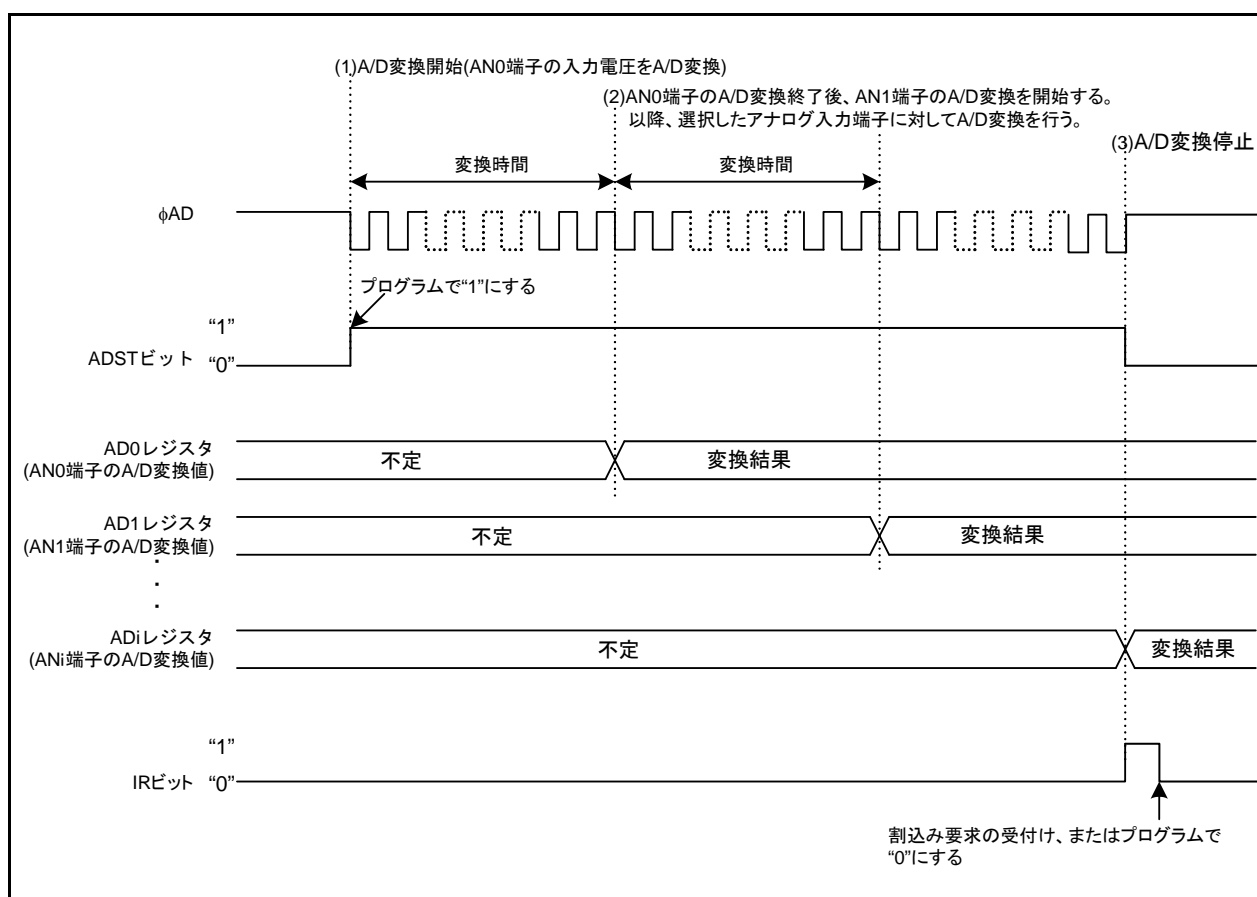 (1)A/D変換開始(AN0端子の入力電圧をA/D変換)
(2)AN0端子のA/D変換終了後、AN1端子のA/D変換を開始する。
以降、選択したアナログ入力端子に対してA/D変換を行う。
(3)A/D変換停止
変換時間
変換時間
φAD
プログラムで“1”にする
“1”
ADSTビット “0”
AD0レジスタ
(AN0端子のA/D変換値)
不定
変換結果
AD1レジスタ
(AN1端子のA/D変換値)
不定
変換結果
・
・
・
ADiレジスタ
(ANi端子のA/D変換値)
不定
変換結果
“1”
IRビット “0”
割込み要求の受付け、またはプログラムで
“0”にする